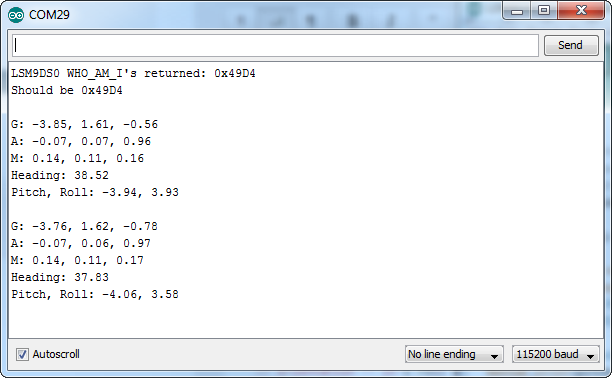 COM29
Send
LSM9DS0 WHO_AM_I's returned: 0x49D4
Should be 0x49D4
G: -3.85, 1.61, -0.56
A: -0.07, 0.07, 0.96
M: 0.14, 0.11, 0.16
Heading: 38.52
Pitch, Roll: -3.94, 3.93
G: -3.76, 1.62, -0.78
A: -0.07, 0.06, 0.97
M: 0.14, 0.11, 0.17
Heading: 37.83
Pitch, Roll: -4.06, 3.58
Autoscroll
No line ending
115200 baud